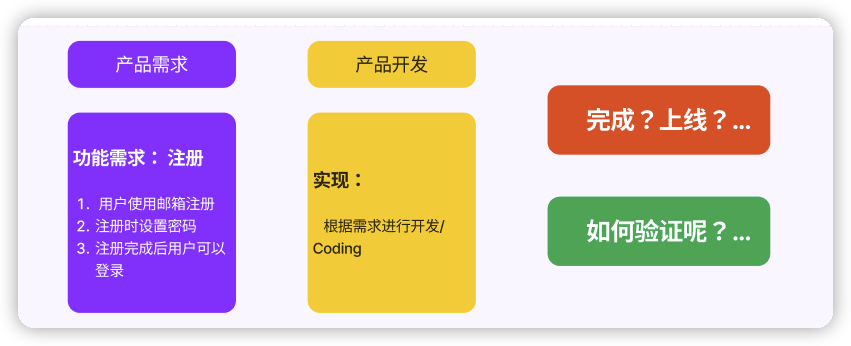 产品需求
功能需求： 注册
1. 用户使用邮箱注册
2. 注册时设置密码
3. 注册完成后用户可以
登录
产品开发
实现：
根据需求进行开发/
Coding
完成？上线？...
如何验证呢？...